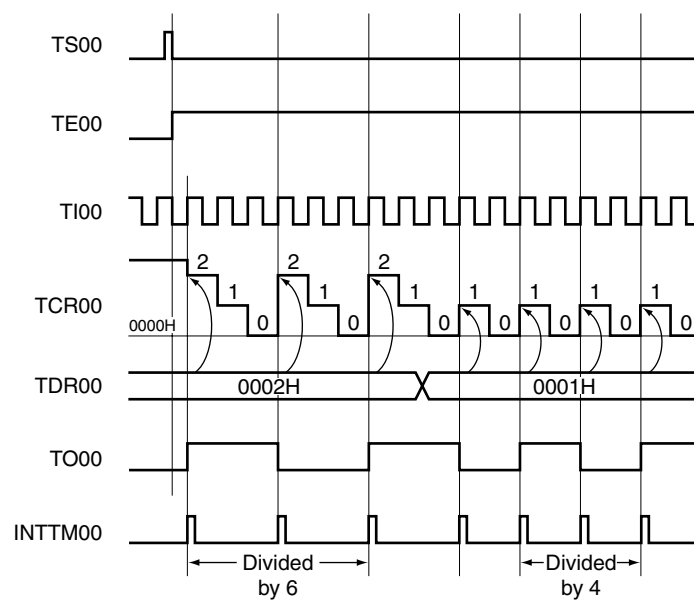 TS00
TE00
TI00
TCR00
2
1
0
2
1
0
2
1
0
1
0
1
0
1
0
1
0
0000H
TDR00
0002H
0001H
TO00
INTTM00
Divided
by 6
Divided
by 4